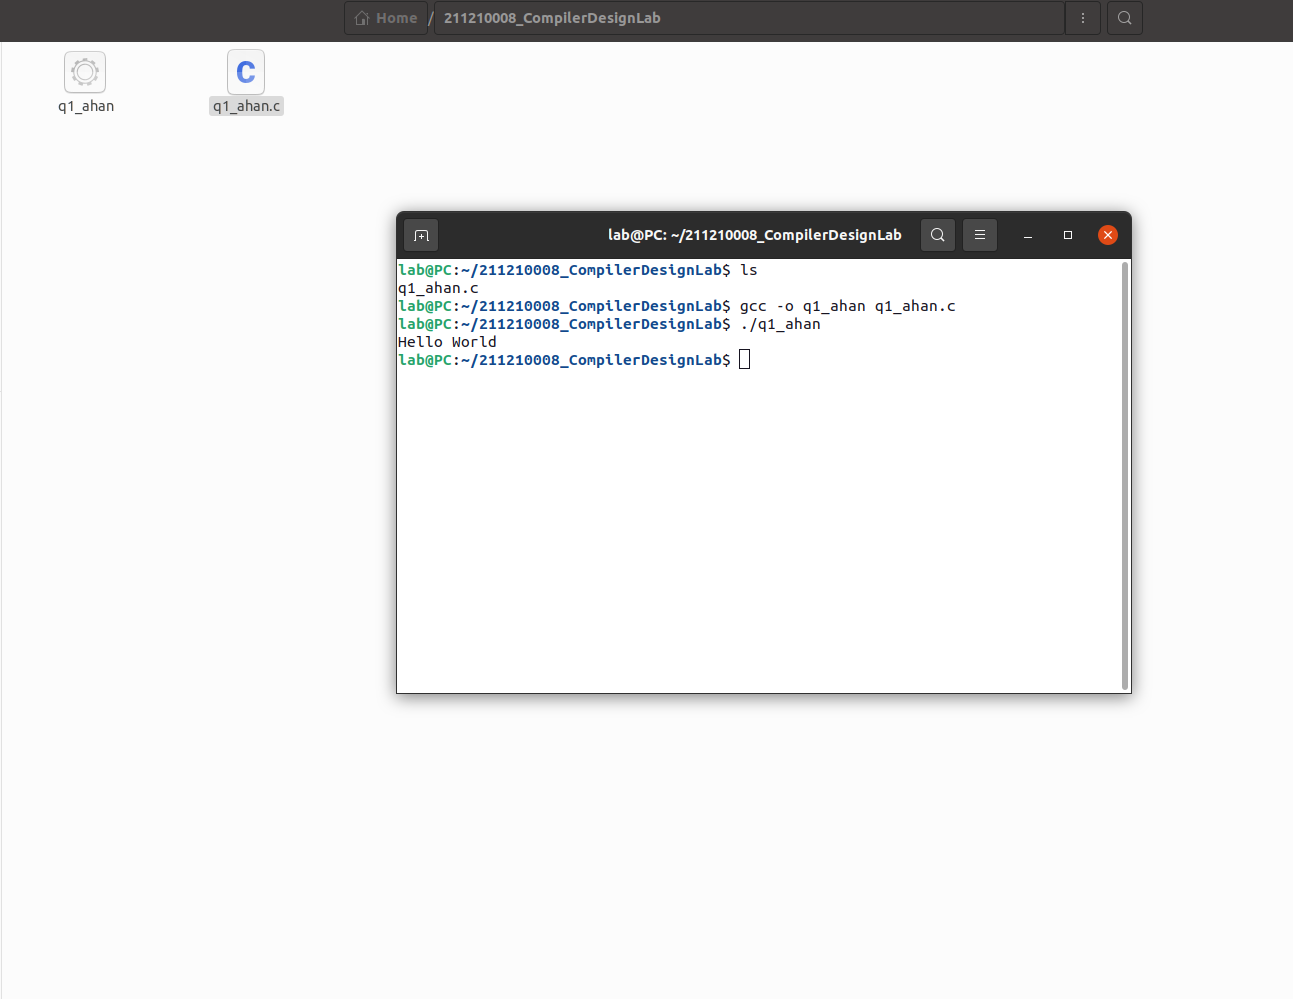 Home / 211210008_CompilerDesignLab
q1_ahan
q1_ahan.c
lab@PC: ~/211210008_CompilerDesignLab
lab@PC:~/211210008_CompilerDesignLab$ ls
q1_ahan.c
lab@PC:~/211210008_CompilerDesignLab$ gcc -o q1_ahan q1_ahan.c
lab@PC:~/211210008_CompilerDesignLab$ ./q1_ahan
Hello World
lab@PC:~/211210008_CompilerDesignLab$